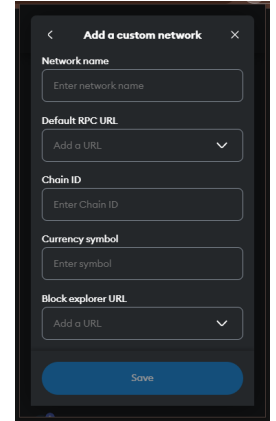 Add a custom network
Network name
Enter network name
Default RPC URL
Add a URL
Chain ID
Enter Chain ID
Currency symbol
Enter symbol
Block explorer URL
Add a URL
Save